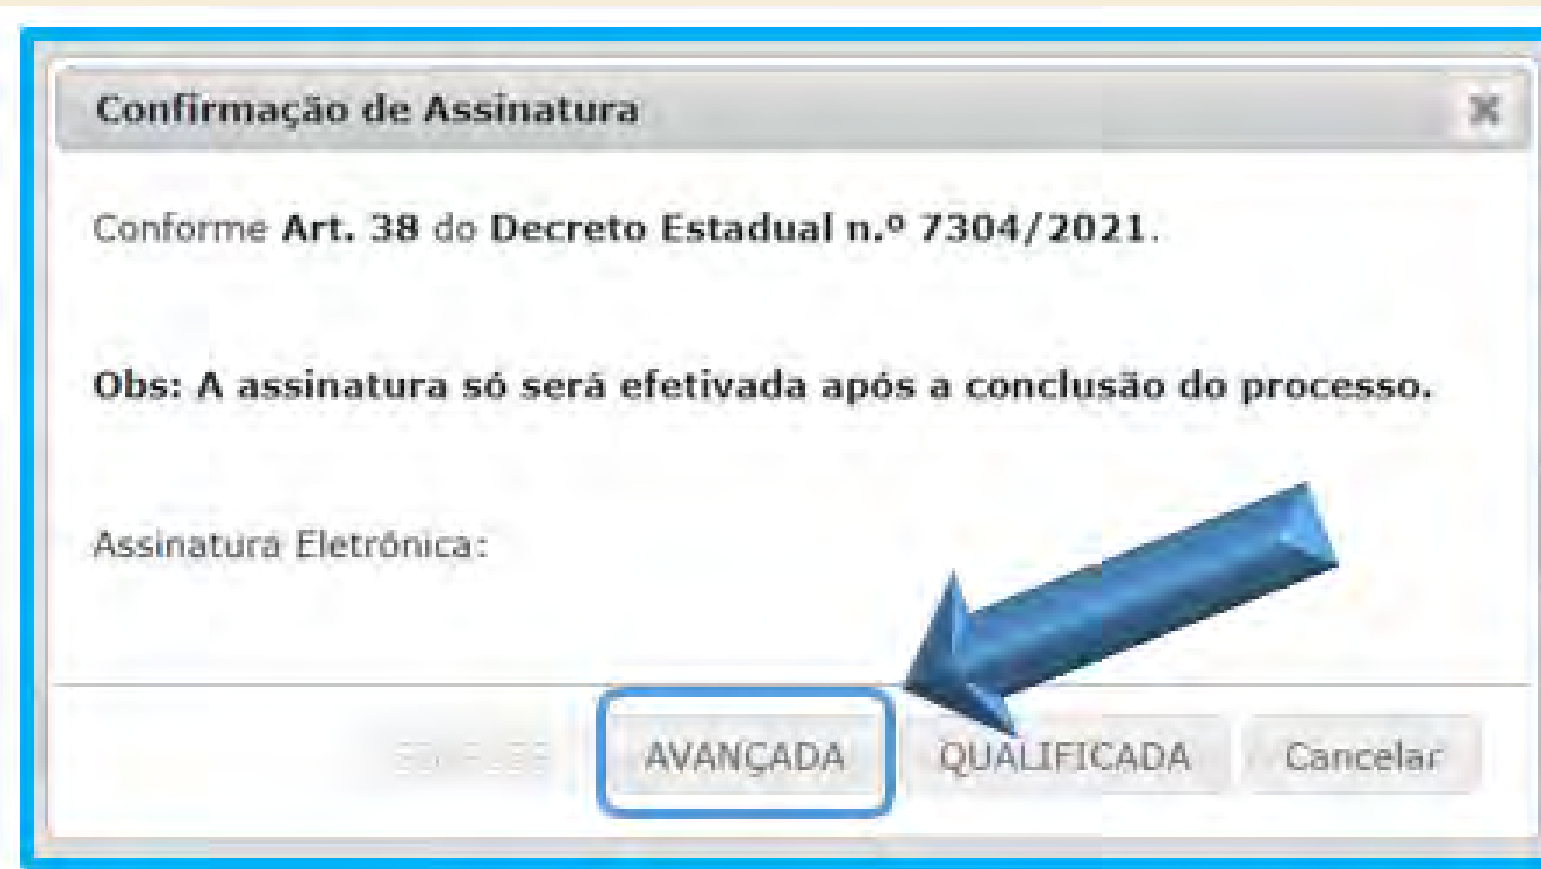 Confirmação de Assinatura
Conforme Art. 38 do Decreto Estadual n.º 7304/2021.
Obs: A assinatura só será efetivada após a conclusão do processo.
Assinatura Eletrônica:
AVANÇADA QUALIFICADA Cancelar